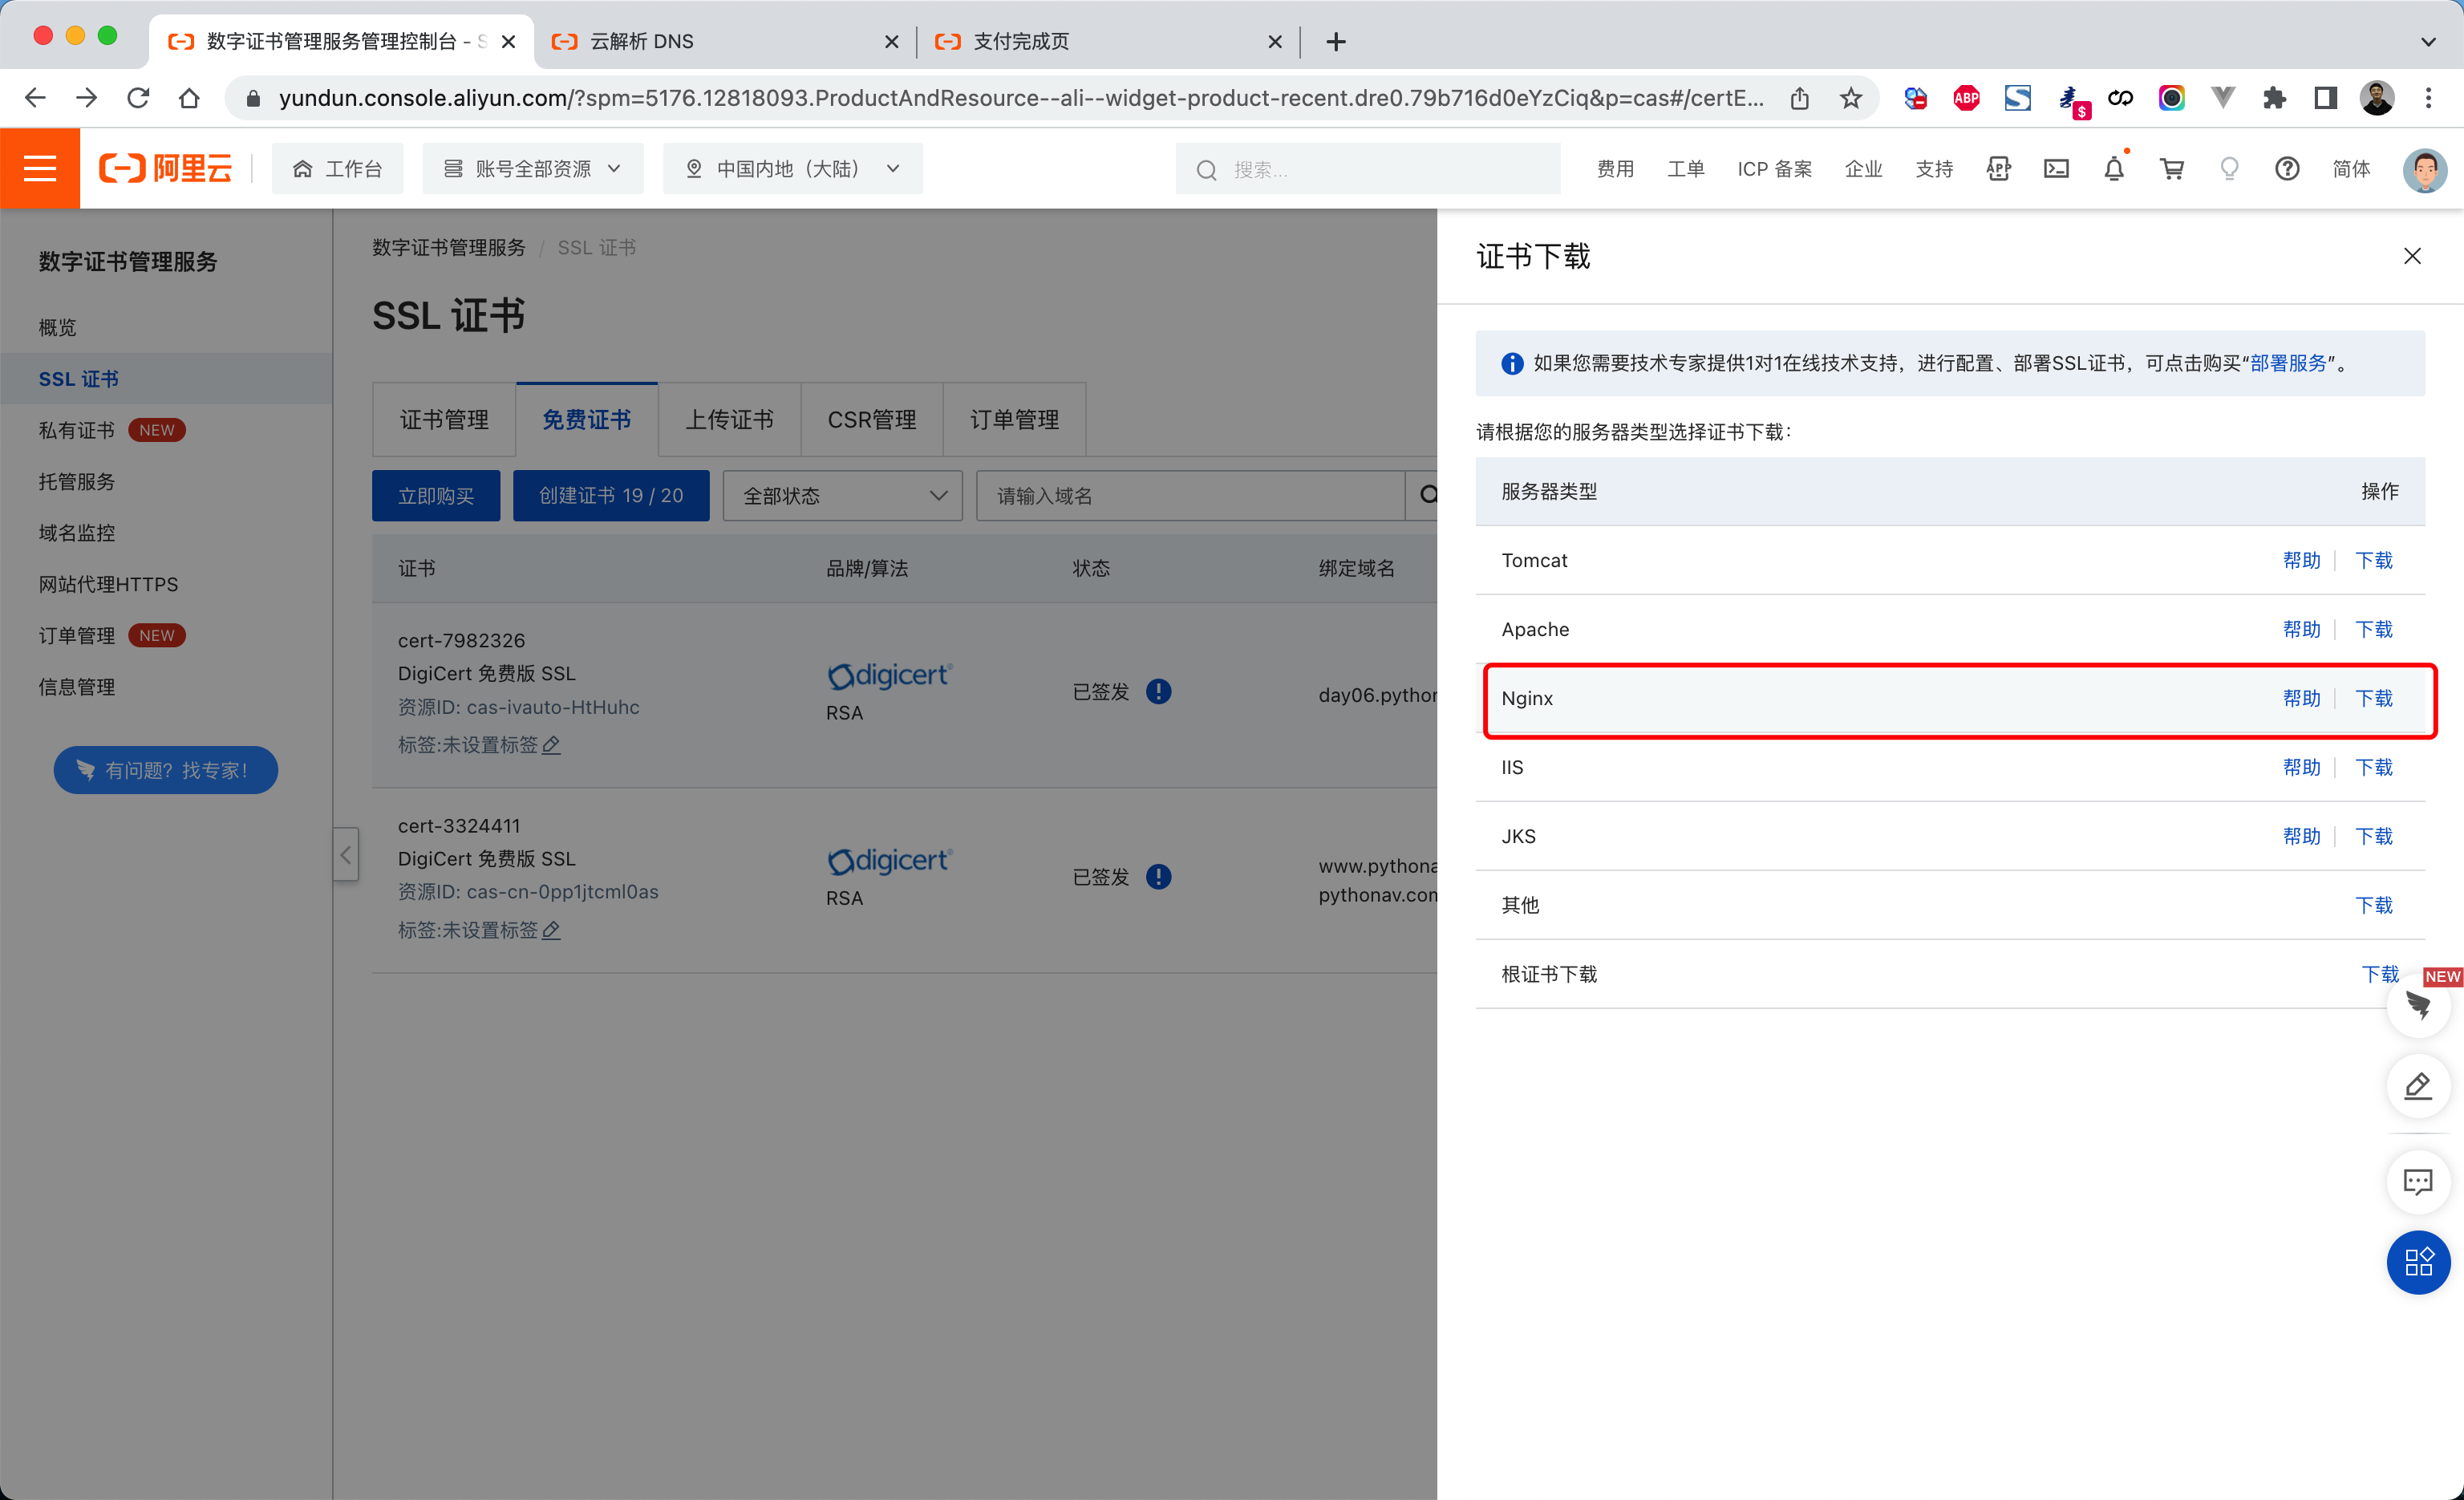 数字证书管理服务管理控制台 - S
云解析 DNS
支付完成页
yundun.console.aliyun.com/?spm=5176.12818093.ProductAndResource--ali--widget-product-recent.dre0.79b716d0eYzCiq&p=cas#/certE...
ABP
$
阿里云
工作台
账号全部资源
中国内地（大陆）
搜索...
费用
工单
ICP 备案
企业
支持
APP
简体
数字证书管理服务
概览
SSL 证书
私有证书 NEW
托管服务
域名监控
网站代理HTTPS
订单管理 NEW
信息管理
有问题？找专家！
数字证书管理服务 / SSL 证书
SSL 证书
证书管理 免费证书 上传证书 CSR管理 订单管理
立即购买 创建证书 19 / 20 全部状态 请输入域名
证书 品牌/算法 状态 绑定域名
cert-7982326
DigiCert 免费版 SSL
资源ID: cas-ivauto-HtHuhc
标签:未设置标签
digicert
RSA
已签发
day06.python
cert-3324411
DigiCert 免费版 SSL
资源ID: cas-cn-0pp1jtcml0as
标签:未设置标签
digicert
RSA
已签发
www.pythona
pythonav.com
证书下载
如果您需要技术专家提供1对1在线技术支持，进行配置、部署SSL证书，可点击购买“部署服务”。
请根据您的服务器类型选择证书下载：
服务器类型 操作
Tomcat 帮助 下载
Apache 帮助 下载
Nginx 帮助 下载
IIS 帮助 下载
JKS 帮助 下载
其他 下载
根证书下载 下载
NEW